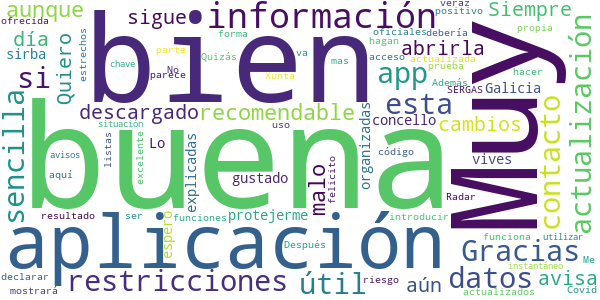 aunque
sigue
información
ofrecida
veraz
positivo
Siempre
día
sirba
Quiero
estrechos
bien
forma
va
oficiales
debería
hagan
Quizás
mas
acceso
abrirla
propia
si
chave
parte
No
parece
Xunta
app
actualizada
prueba
Además
hacer
SERGAS
Galicia
descargado
recomendable
esta
concello
cambios
Muy
actualización
contacto
sencilla
buena
situación
Lo
uso
código
organizadas
vives
avisos
aquí
listas
excelente
explicadas
gustado
malo
felicito
Radar
resultado
ser
funciones
protejerme
introducir
aplicación
espero
Después
funciona
utilizar
Me
Gracias
instantáneo
declarar
mostrara
restricciones
útil
riesgo
aún
datos
actualizados
avisa
Covid